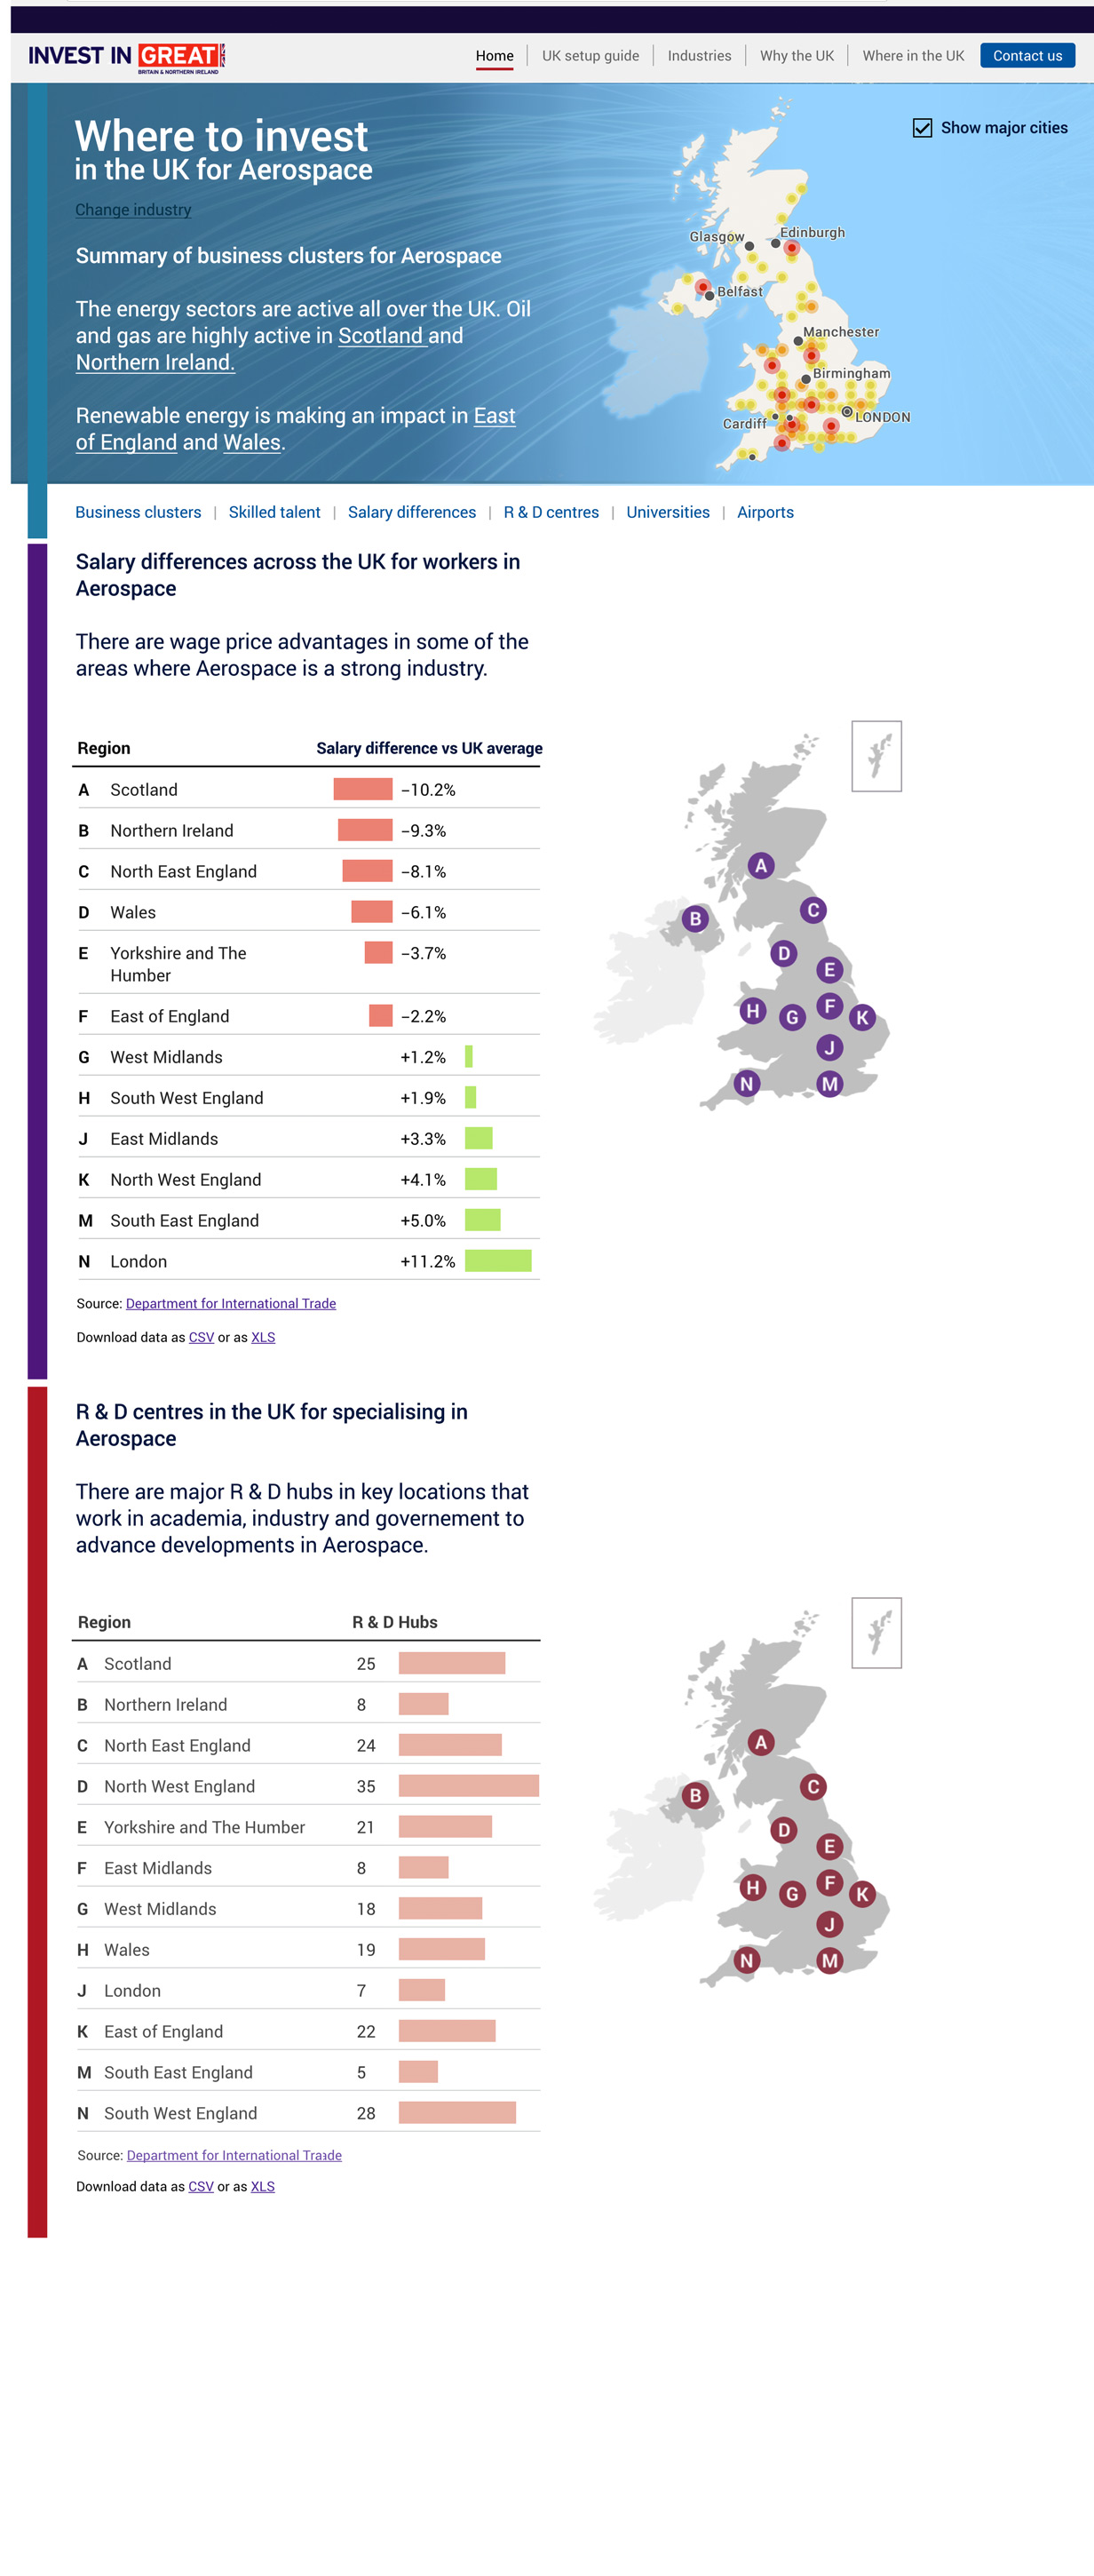 INVEST IN GREAT
BRITAIN & NORTHERN IRELAND
Home
UK setup guide
Industries
Why the UK
Where in the UK
Contact us
Where to invest
in the UK for Aerospace
Change industry
Summary of business clusters for Aerospace
The energy sectors are active all over the UK. Oil
and gas are highly active in Scotland and
Northern Ireland.
Renewable energy is making an impact in East
of England and Wales.
Show major cities
Glasgow
Edinburgh
Belfast
Manchester
Birmingham
Cardiff
LONDON
Business clusters | Skilled talent | Salary differences | R & D centres | Universities | Airports
Salary differences across the UK for workers in
Aerospace
There are wage price advantages in some of the
areas where Aerospace is a strong industry.
Region Salary difference vs UK average
A Scotland –10.2%
B Northern Ireland –9.3%
C North East England –8.1%
D Wales –6.1%
E Yorkshire and The –3.7%
Humber
F East of England –2.2%
G West Midlands +1.2%
H South West England +1.9%
J East Midlands +3.3%
K North West England +4.1%
M South East England +5.0%
N London +11.2%
A
B
C
D
E
H
G
F
K
J
N
M
Source: Department for International Trade
Download data as CSV or as XLS
R & D centres in the UK for specialising in
Aerospace
There are major R & D hubs in key locations that
work in academia, industry and governement to
advance developments in Aerospace.
Region R & D Hubs
A Scotland 25
B Northern Ireland 8
C North East England 24
D North West England 35
E Yorkshire and The Humber 21
F East Midlands 8
G West Midlands 18
H Wales 19
J London 7
K East of England 22
M South East England 5
N South West England 28
A
B
C
D
E
H
G
F
K
J
N
M
Source: Department for International Traade
Download data as CSV or as XLS